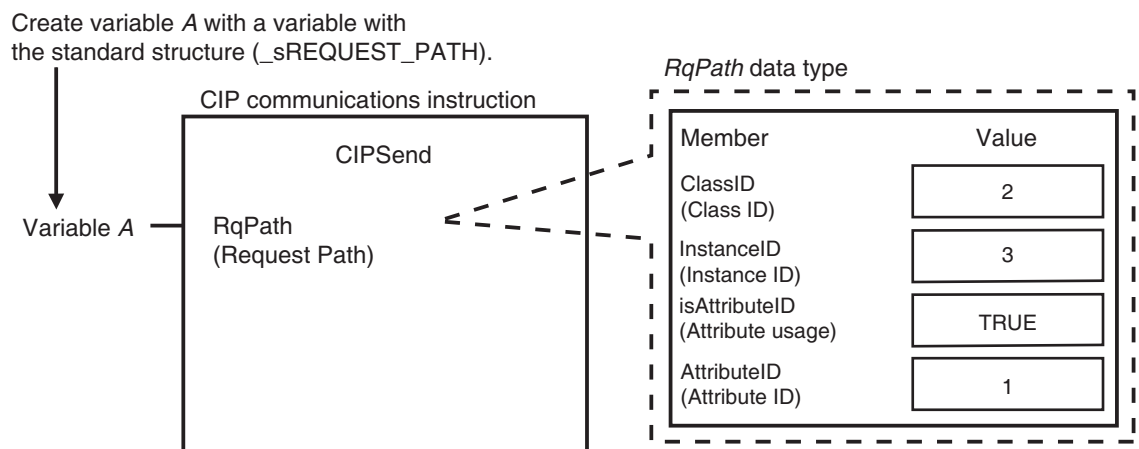 Create variable A with a variable with
the standard structure (_sREQUEST_PATH).
CIP communications instruction
CIPSend
Variable A
RqPath
(Request Path)
RqPath data type
Member Value
ClassID
(Class ID)
2
InstanceID
(Instance ID)
3
isAttributeID
(Attribute usage)
TRUE
AttributeID
(Attribute ID)
1